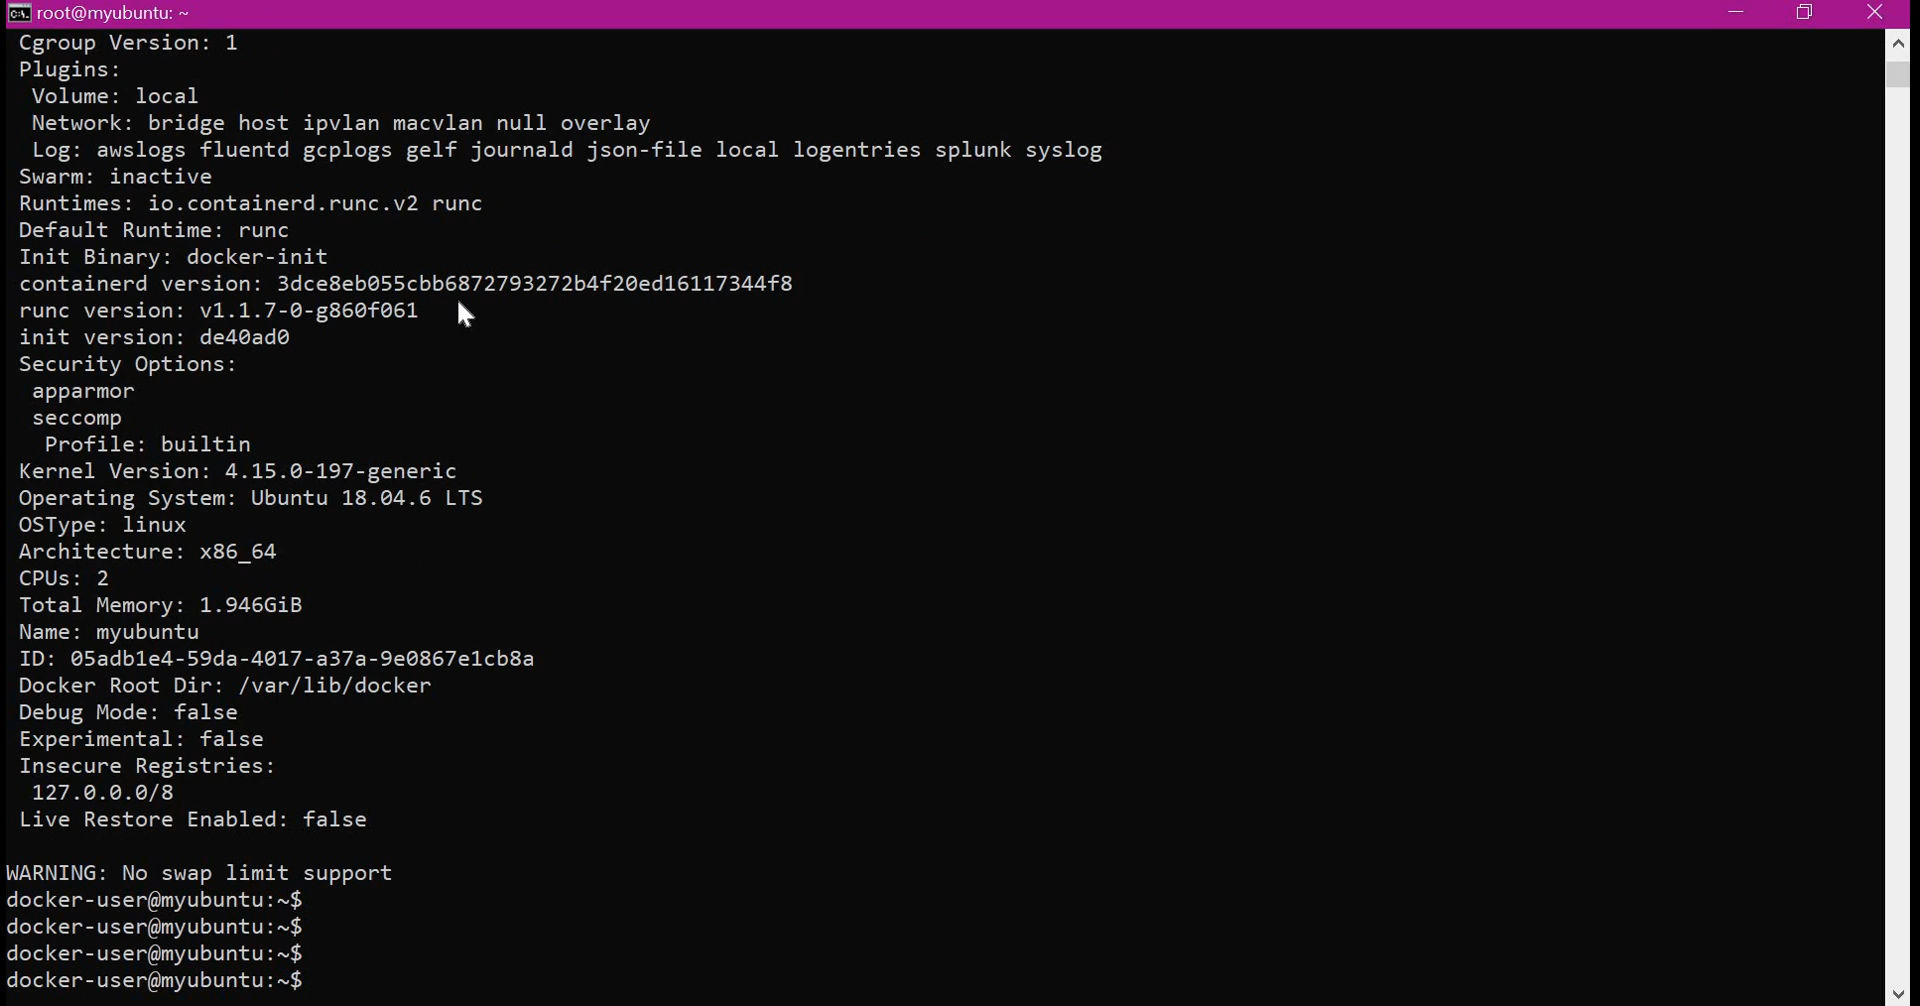 root@myubuntu: ~
Cgroup Version: 1
Plugins:
Volume: local
Network: bridge host ipvlan macvlan null overlay
Log: awslogs fluentd gcplogs gelf journald json-file local logentries splunk syslog
Swarm: inactive
Runtimes: io.containerd.runc.v2 runc
Default Runtime: runc
Init Binary: docker-init
containerd version: 3dce8eb055cbb6872793272b4f20ed16117344f8
runc version: v1.1.7-0-g860f061
init version: de40ad0
Security Options:
apparmor
seccomp
Profile: builtin
Kernel Version: 4.15.0-197-generic
Operating System: Ubuntu 18.04.6 LTS
OSType: linux
Architecture: x86_64
CPUs: 2
Total Memory: 1.946GiB
Name: myubuntu
ID: 05adb1e4-59da-4017-a37a-9e0867e1cb8a
Docker Root Dir: /var/lib/docker
Debug Mode: false
Experimental: false
Insecure Registries:
127.0.0.0/8
Live Restore Enabled: false
WARNING: No swap limit support
docker-user@myubuntu:~$
docker-user@myubuntu:~$
docker-user@myubuntu:~$
docker-user@myubuntu:~$